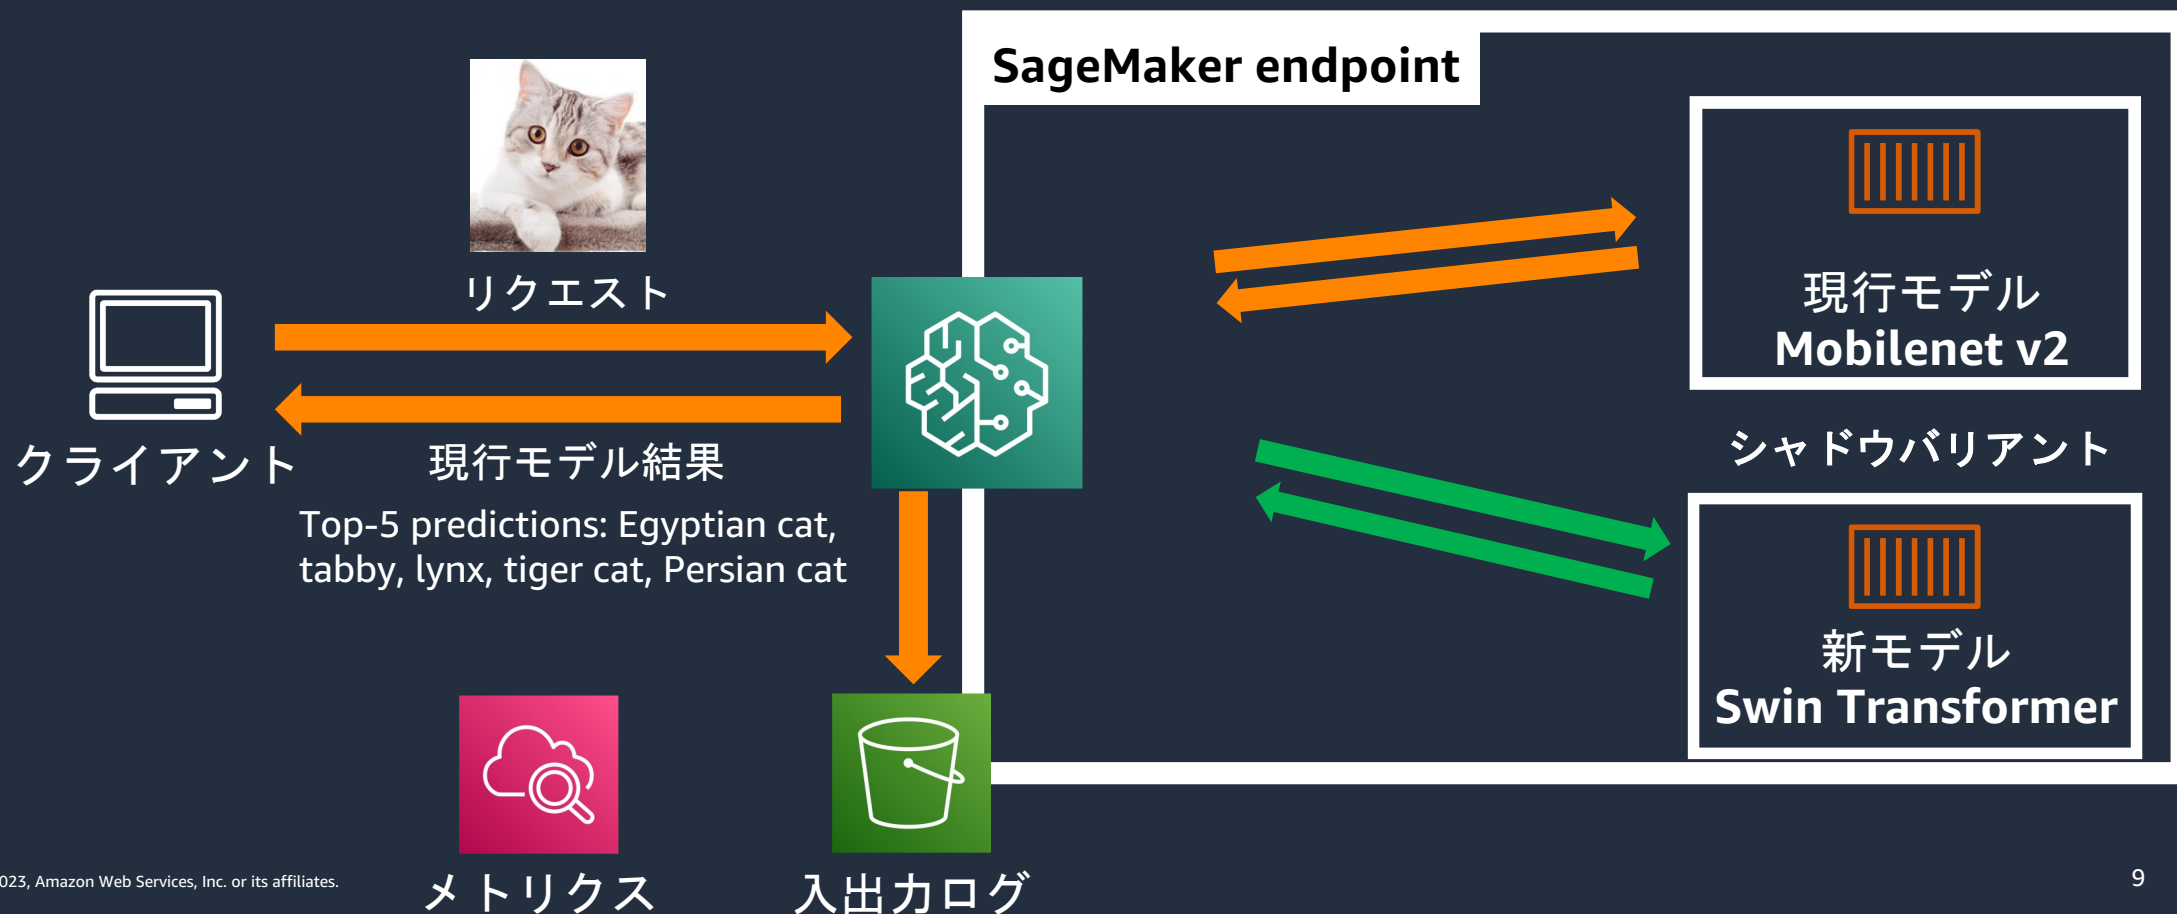 SageMaker endpoint
リクエスト
クライアント
現行モデル結果
Top-5 predictions: Egyptian cat,
tabby, lynx, tiger cat, Persian cat
現行モデル
Mobilenet v2
シャドウバリアント
新モデル
Swin Transformer
メトリクス
入出力ログ
023, Amazon Web Services, Inc. or its affiliates.
9